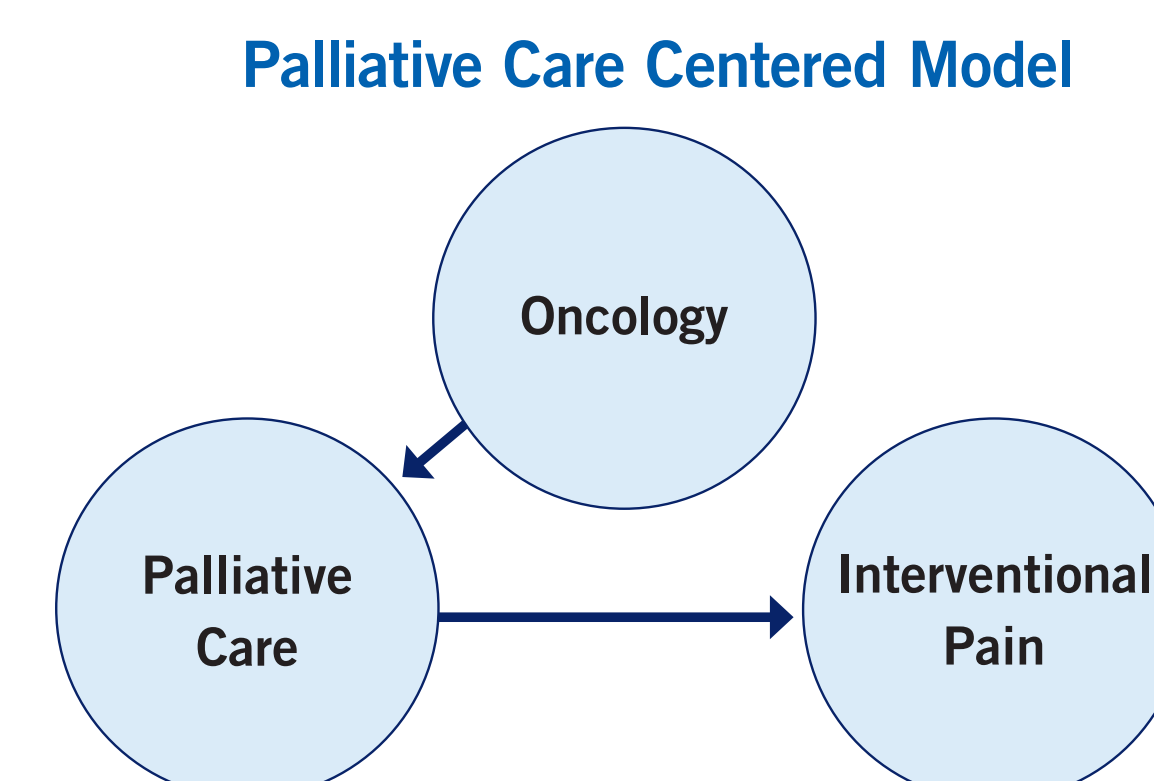 Palliative Care Centered Model
Oncology
Palliative
Care
Interventional
Pain